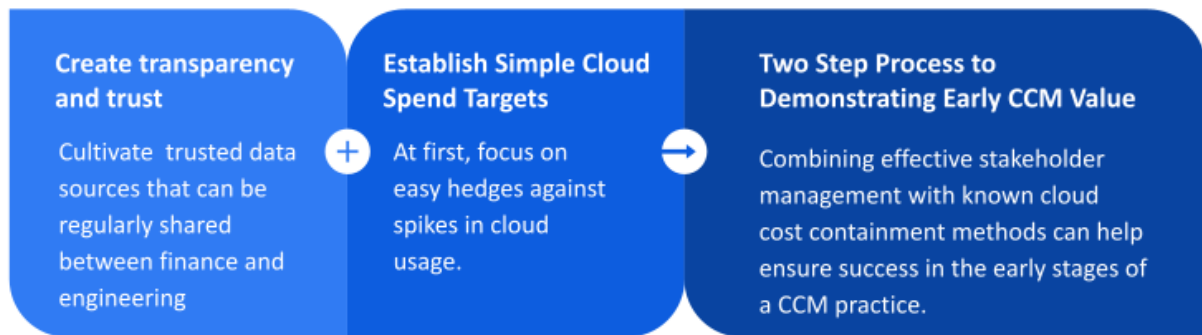 Create transparency
and trust
Cultivate trusted data
sources that can be
regularly shared
between finance and
engineering
+
Establish Simple Cloud
Spend Targets
At first, focus on
easy hedges against
spikes in cloud
usage.
→
Two Step Process to
Demonstrating Early CCM Value
Combining effective stakeholder
management with known cloud
cost containment methods can help
ensure success in the early stages of
a CCM practice.